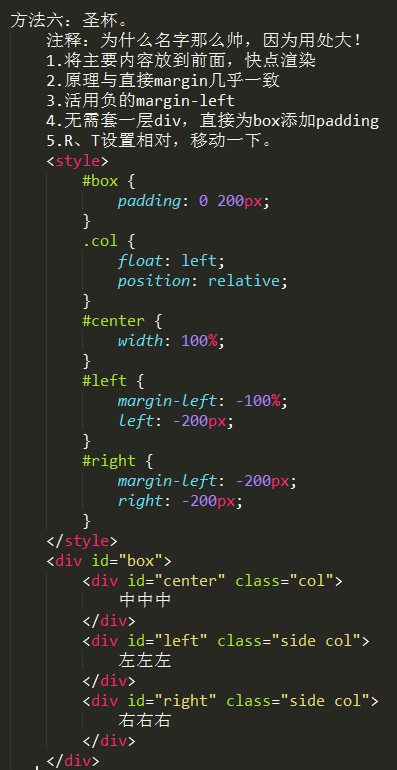 方法六：圣杯。
注释：为什么名字那么帅，因为用处大！
1.将主要内容放到前面，快点渲染
2.原理与直接margin几乎一致
3.活用负的margin-left
4.无需套一层div，直接为box添加padding
5.R、T设置相对，移动一下。
<style>
#box {
padding: 0 200px;
}
.col {
float: left;
position: relative;
}
#center {
width: 100%;
}
#left {
margin-left: -100%;
left: -200px;
}
#right {
margin-left: -200px;
right: -200px;
}
</style>
<div id="box">
<div id="center" class="col">
中中中
</div>
<div id="left" class="side col">
左左左
</div>
<div id="right" class="side col">
右右右
</div>
</div>